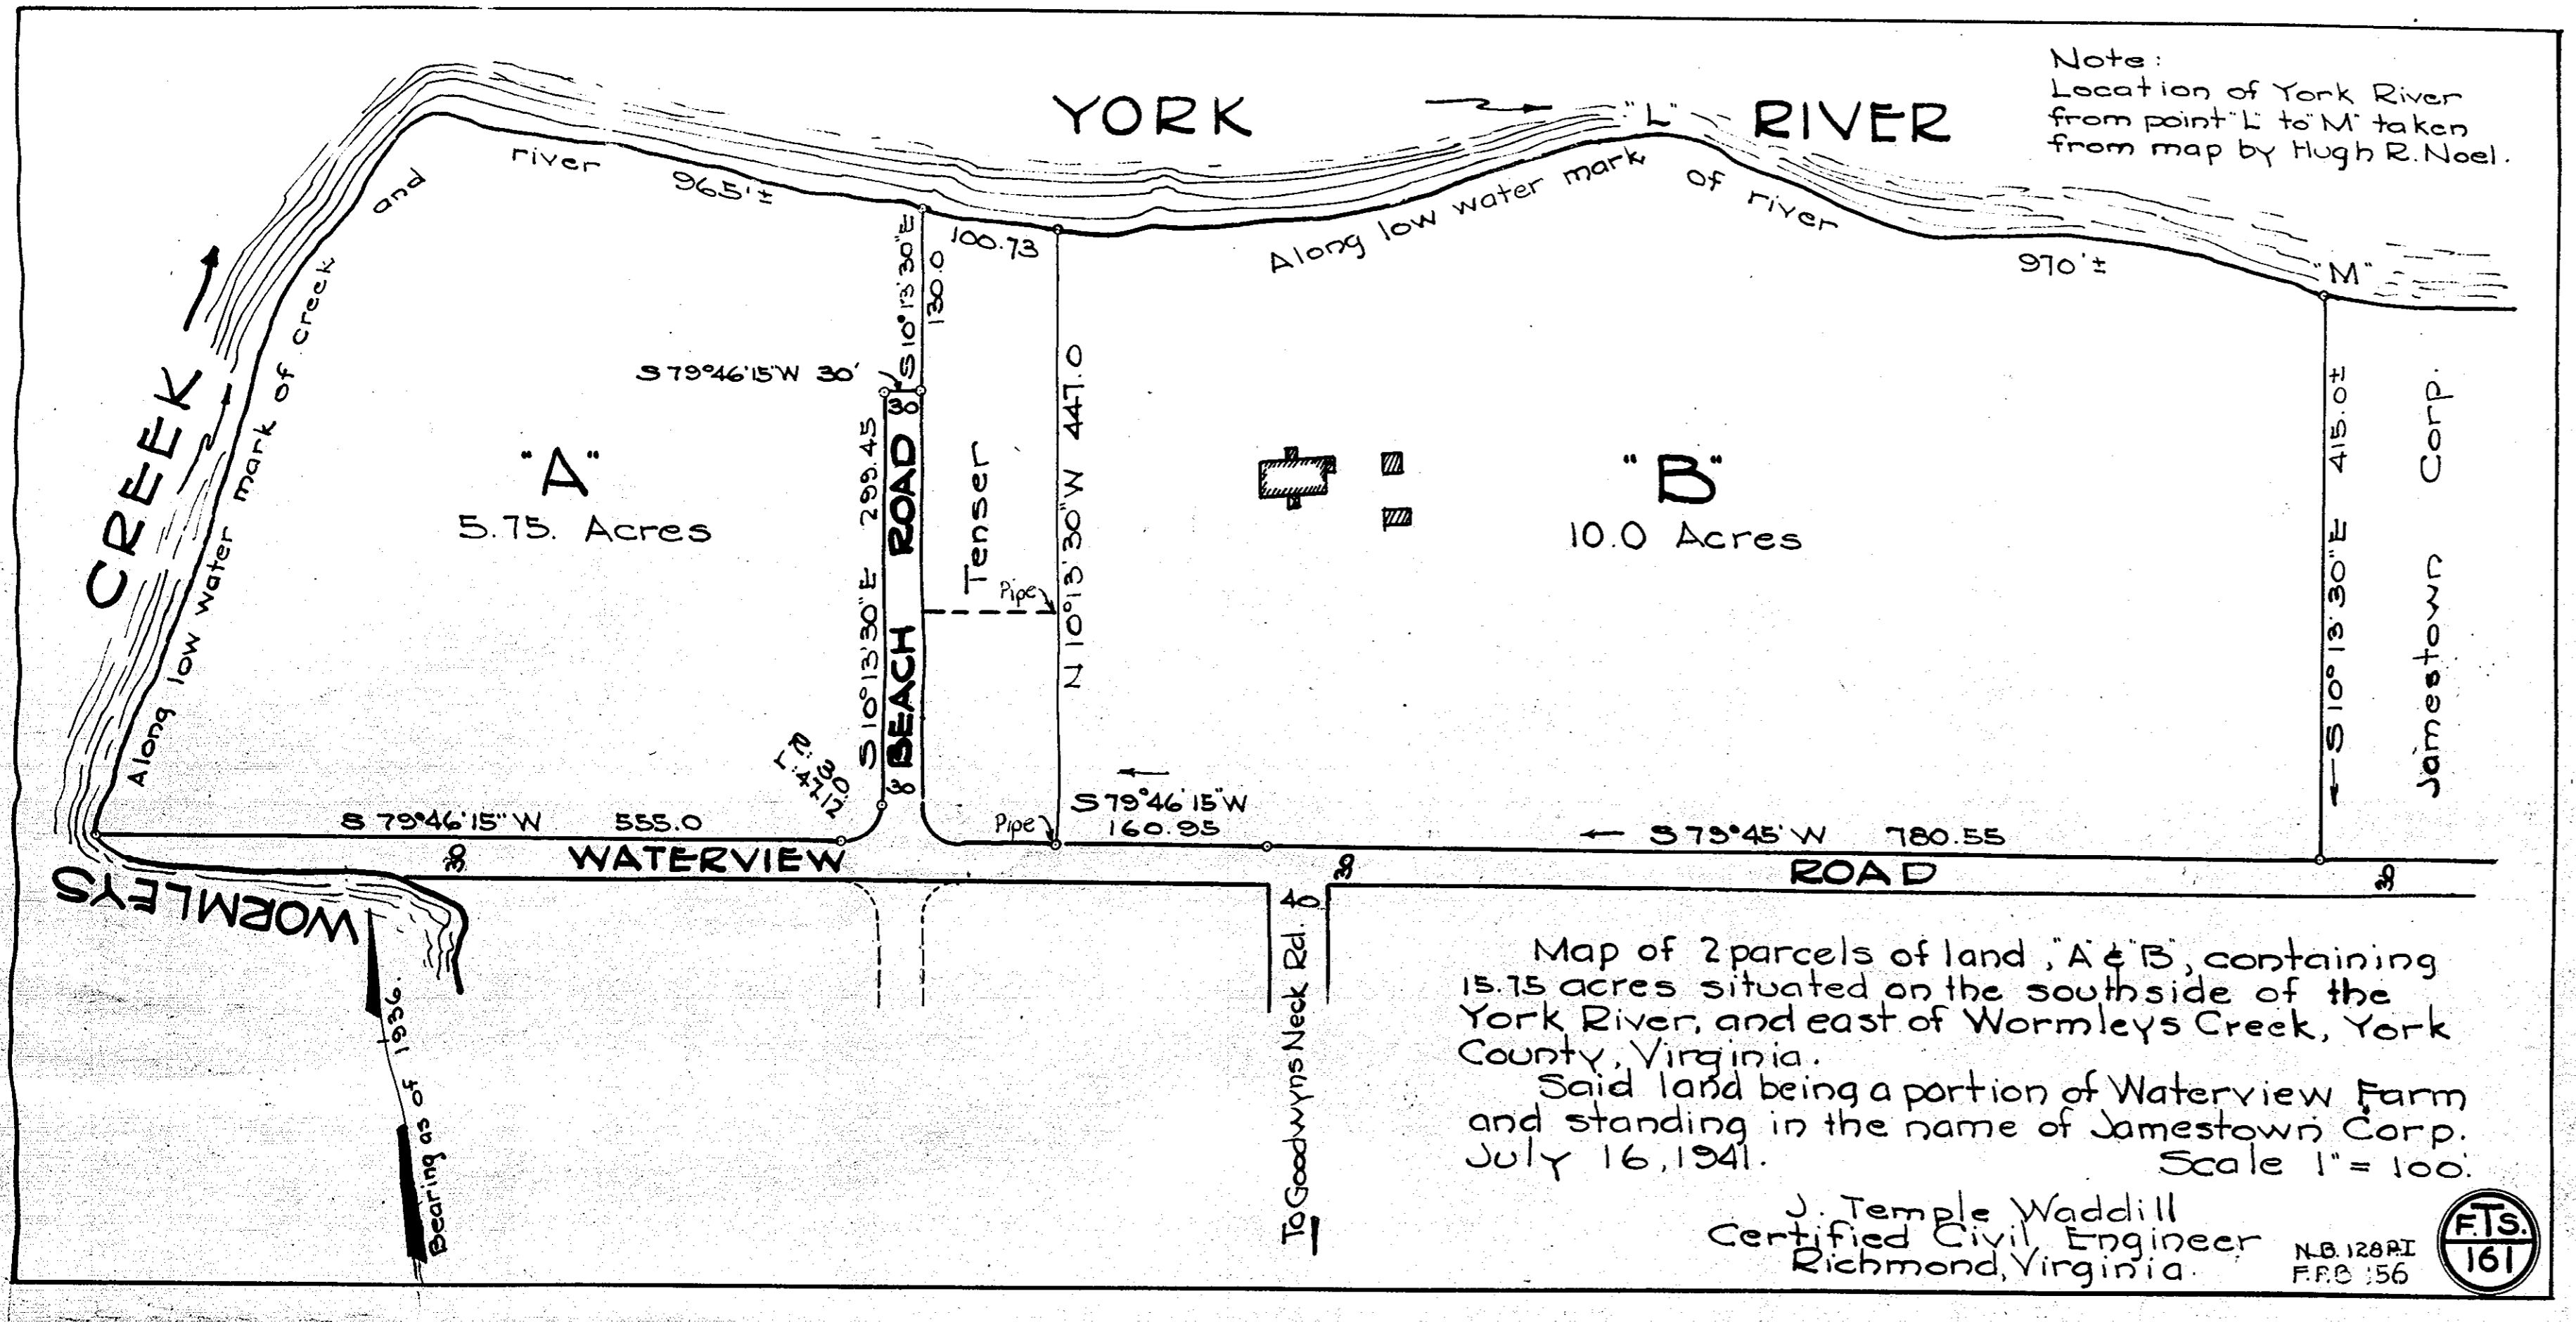 YORK RIVER
Note:
Location of York River
from point "L" to "M" taken
from map by Hugh R. Noel.
"L"
"M"
Along low water mark of creek and river 965'±
100.73
Along low water mark of river 970'±
S 10° 13' 30" E
130.0
S 79°46'15"W 30'
30
"A"
5.75. Acres
S 10° 13' 30" E 299.45
BEACH ROAD
30
Tenser
Pipe
Pipe
N 10° 13' 30" W 447.0
"B"
10.0 Acres
S 10° 13' 30" E 415.0±
Jamestown Corp.
R: 30.
L: 47.12
S 79°46'15" W 555.0
S 79°46'15"W
160.95
S 79°45' W 780.55
30
WATERVIEW ROAD
30
30
WORMLEYS CREEK
40
To Goodwyns Neck Rd.
Bearing as of 1936.
Map of 2 parcels of land, "A" & "B", containing
15.75 acres situated on the southside of the
York River, and east of Wormleys Creek, York
County, Virginia.
Said land being a portion of Waterview Farm
and standing in the name of Jamestown Corp.
July 16, 1941. Scale 1" = 100'.
J. Temple Waddill
Certified Civil Engineer
Richmond, Virginia.
N.B. 128 P.I
F.P.B 156
F.T.S.
161